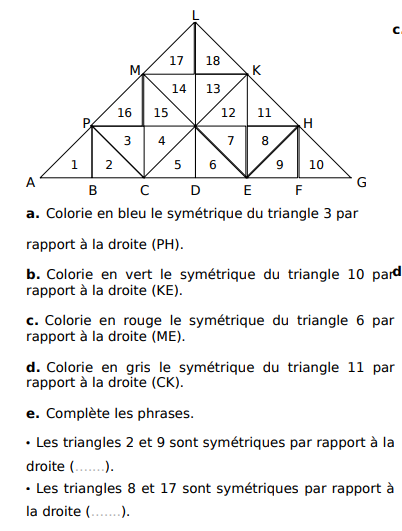 L
c
M 17 18 K
14 13
P 16 15 12 11 H
3 4 7 8
A 1 2 5 6 9 10 G
B C D E F
a. Colorie en bleu le symétrique du triangle 3 par
rapport à la droite (PH).
b. Colorie en vert le symétrique du triangle 10 par
d
rapport à la droite (KE).
c. Colorie en rouge le symétrique du triangle 6 par
rapport à la droite (ME).
d. Colorie en gris le symétrique du triangle 11 par
rapport à la droite (CK).
e. Complète les phrases.
• Les triangles 2 et 9 sont symétriques par rapport à la
droite (.......).
• Les triangles 8 et 17 sont symétriques par rapport à
la droite (.......).